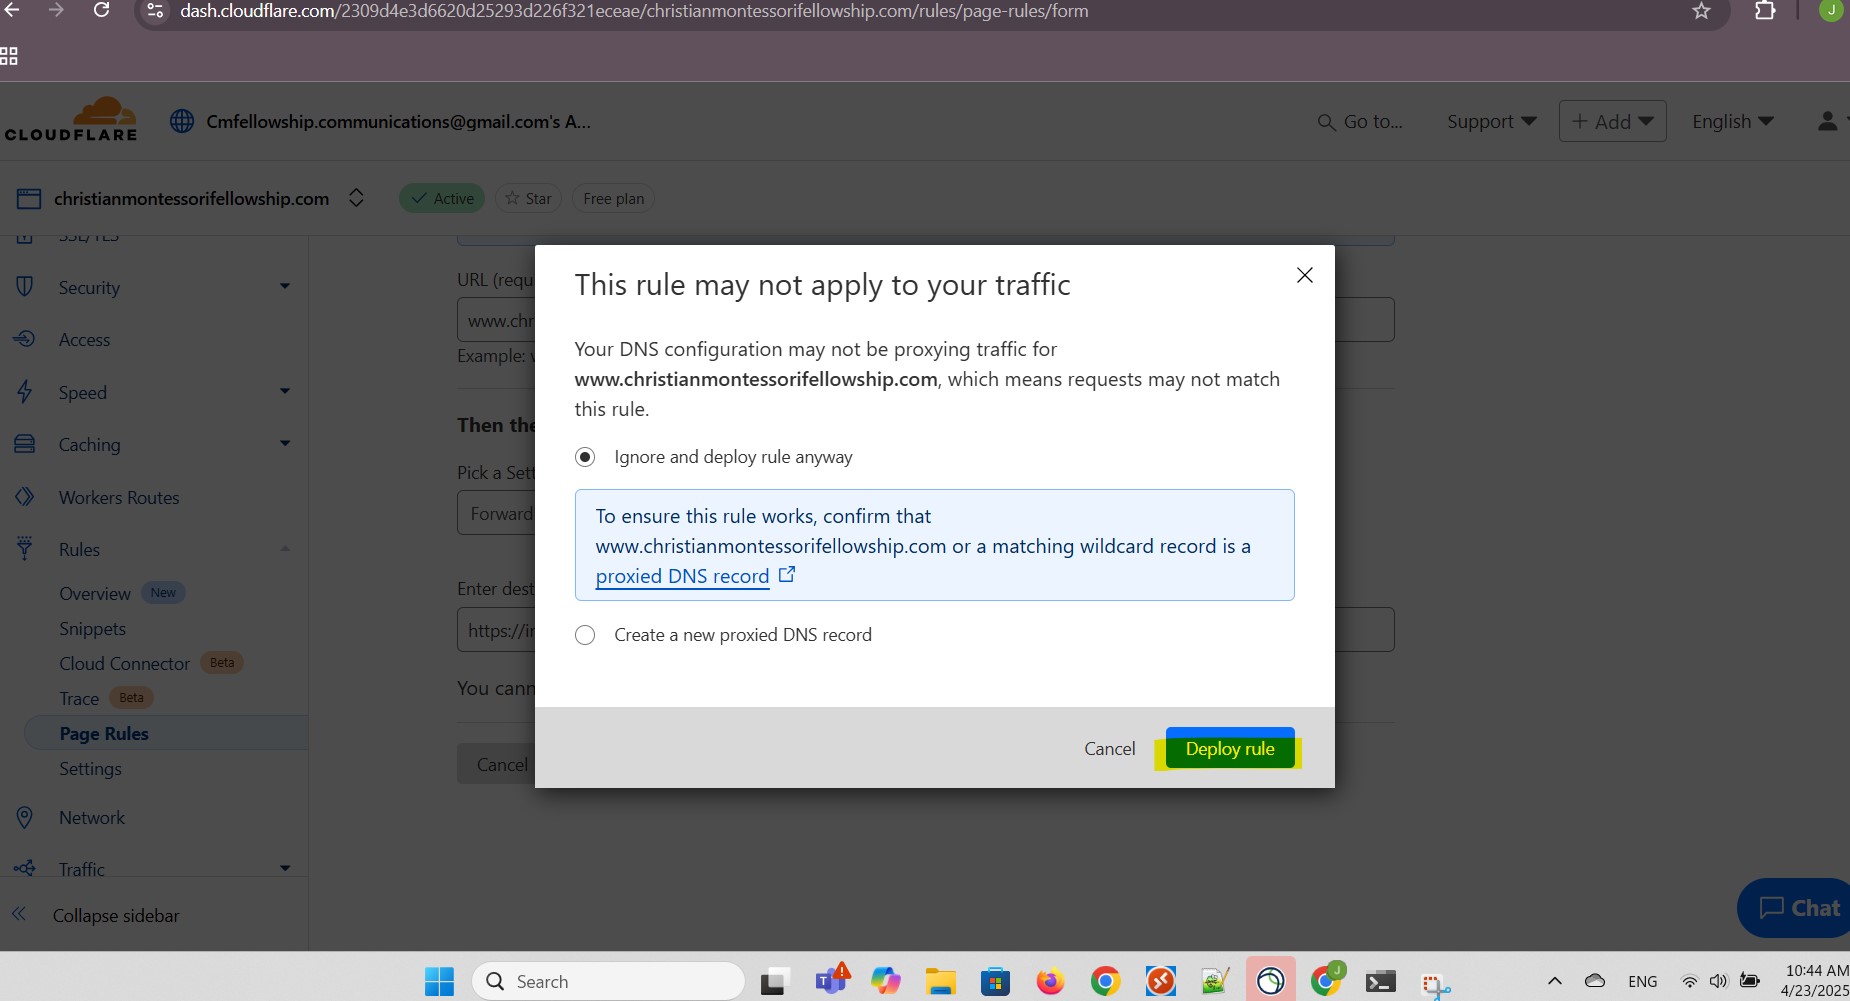 dash.cloudflare.com/2309d4e3d6620d25293d226f321eceae/christianmontessorifellowship.com/rules/page-rules/form
J
CLOUDFLARE
Cmfellowship.communications@gmail.com's A...
Go to...
Support
+ Add
English
christianmontessorifellowship.com
Active
Star
Free plan
SSL/TLS
Security
Access
Speed
Caching
Workers Routes
Rules
Overview New
Snippets
Cloud Connector Beta
Trace Beta
Page Rules
Settings
Network
Traffic
Collapse sidebar
URL (requ
www.chr
Example:
Then the
Pick a Sett
Forward
Enter dest
https://i
You cann
Cancel
This rule may not apply to your traffic
Your DNS configuration may not be proxying traffic for
www.christianmontessorifellowship.com, which means requests may not match
this rule.
Ignore and deploy rule anyway
To ensure this rule works, confirm that
www.christianmontessorifellowship.com or a matching wildcard record is a
proxied DNS record
Create a new proxied DNS record
Cancel
Deploy rule
Chat
Search
T
J
ENG
10:44 AM
4/23/2025